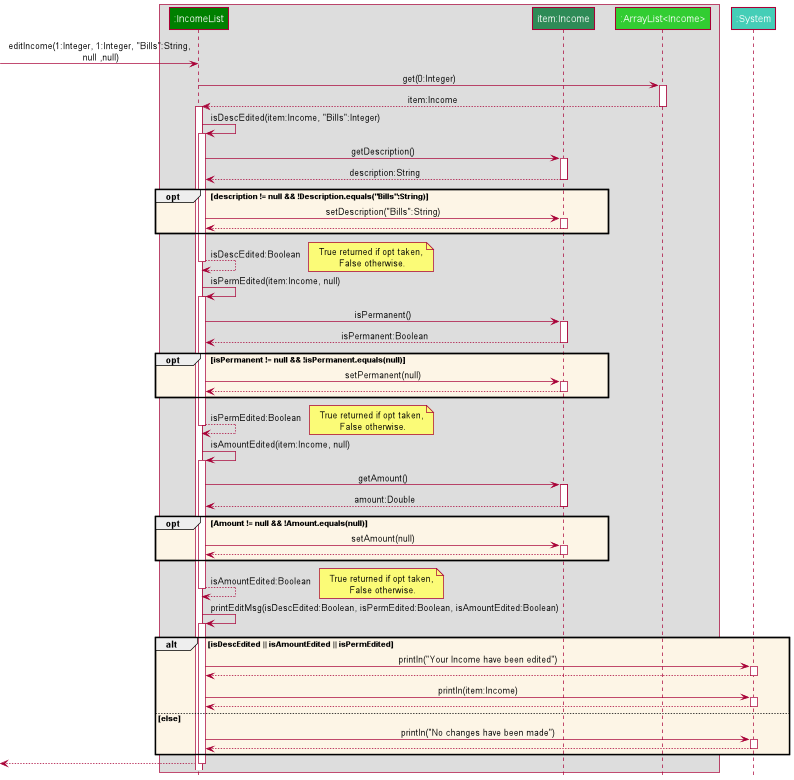 :IncomeList
item:Income
:ArrayList<Income>
:System
editIncome(1:Integer, 1:Integer, "Bills":String,
null ,null)
get(0:Integer)
item:Income
isDescEdited(item:Income, "Bills":Integer)
getDescription()
description:String
opt
[description != null && !Description.equals("Bills":String)]
setDescription("Bills":String)
isDescEdited:Boolean
True returned if opt taken,
False otherwise.
isPermEdited(item:Income, null)
isPermanent()
isPermanent:Boolean
opt
[isPermanent != null && !isPermanent.equals(null)]
setPermanent(null)
isPermEdited:Boolean
True returned if opt taken,
False otherwise.
isAmountEdited(item:Income, null)
getAmount()
amount:Double
opt
[Amount != null && !Amount.equals(null)]
setAmount(null)
isAmountEdited:Boolean
True returned if opt taken,
False otherwise.
printEditMsg(isDescEdited:Boolean, isPermEdited:Boolean, isAmountEdited:Boolean)
alt
[isDescEdited || isAmountEdited || isPermEdited]
println("Your Income have been edited")
println(item:Income)
[else]
println("No changes have been made")